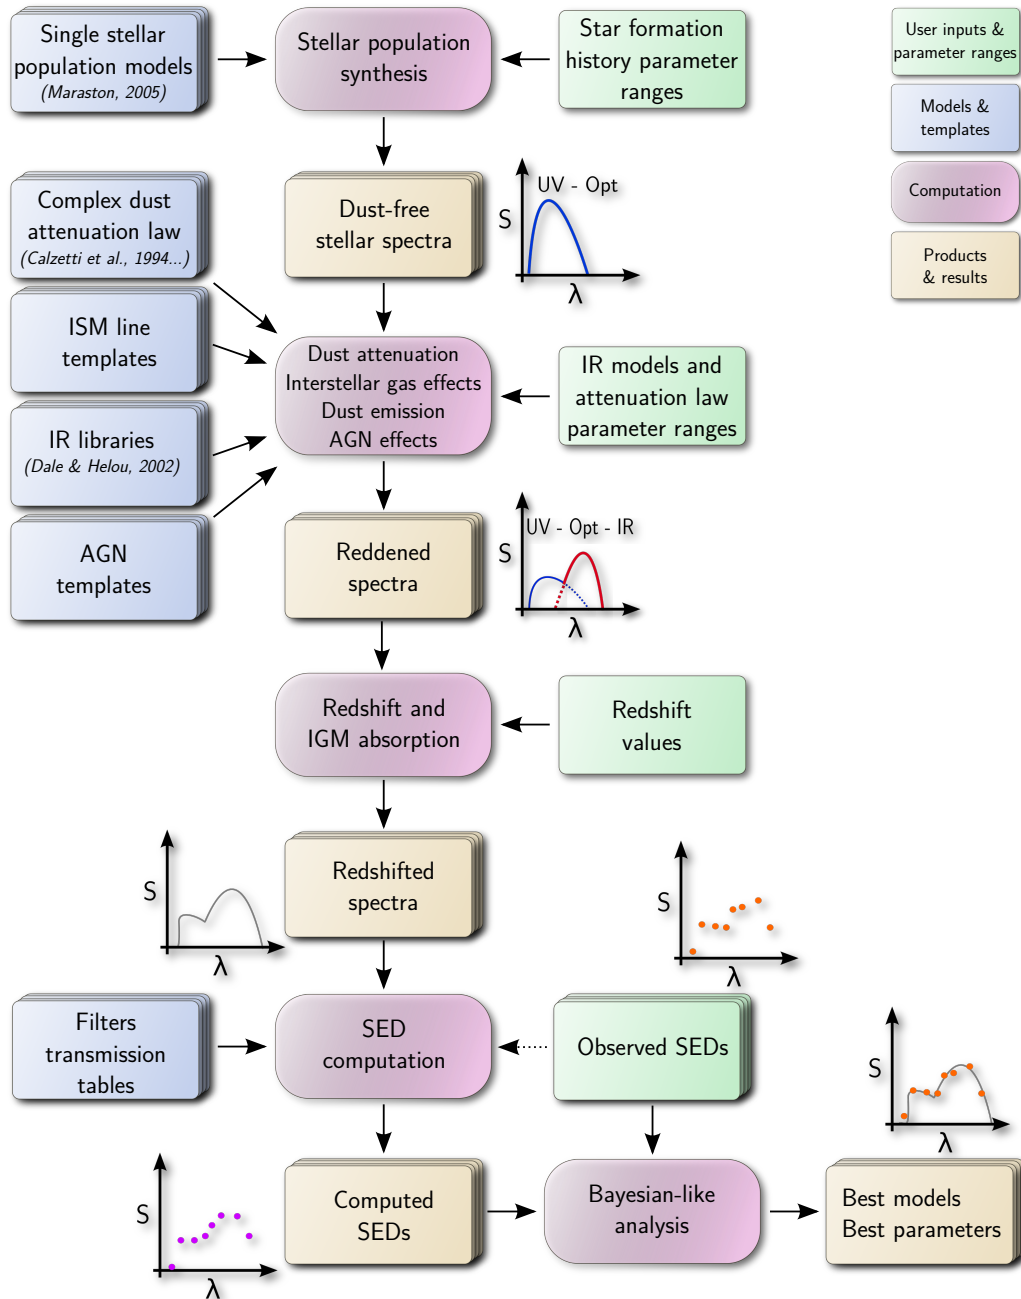 Single stellar
population models
(Maraston, 2005)
Stellar population
synthesis
Star formation
history parameter
ranges
User inputs &
parameter ranges
Models &
templates
Computation
Products
& results
Complex dust
attenuation law
(Calzetti et al., 1994...)
Dust-free
stellar spectra
UV - Opt
S
λ
ISM line
templates
Dust attenuation
Interstellar gas effects
Dust emission
AGN effects
IR models and
attenuation law
parameter ranges
IR libraries
(Dale & Helou, 2002)
AGN
templates
Reddened
spectra
UV - Opt - IR
S
λ
Redshift and
IGM absorption
Redshift
values
S
λ
Redshifted
spectra
S
λ
Filters
transmission
tables
SED
computation
Observed SEDs
S
λ
S
λ
Computed
SEDs
Bayesian-like
analysis
Best models
Best parameters